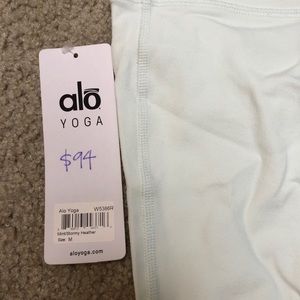 alo
YOGA
$94
Alo Yoga W5386R
Mint/Stormy Heather
Size: M
aloyoga.com